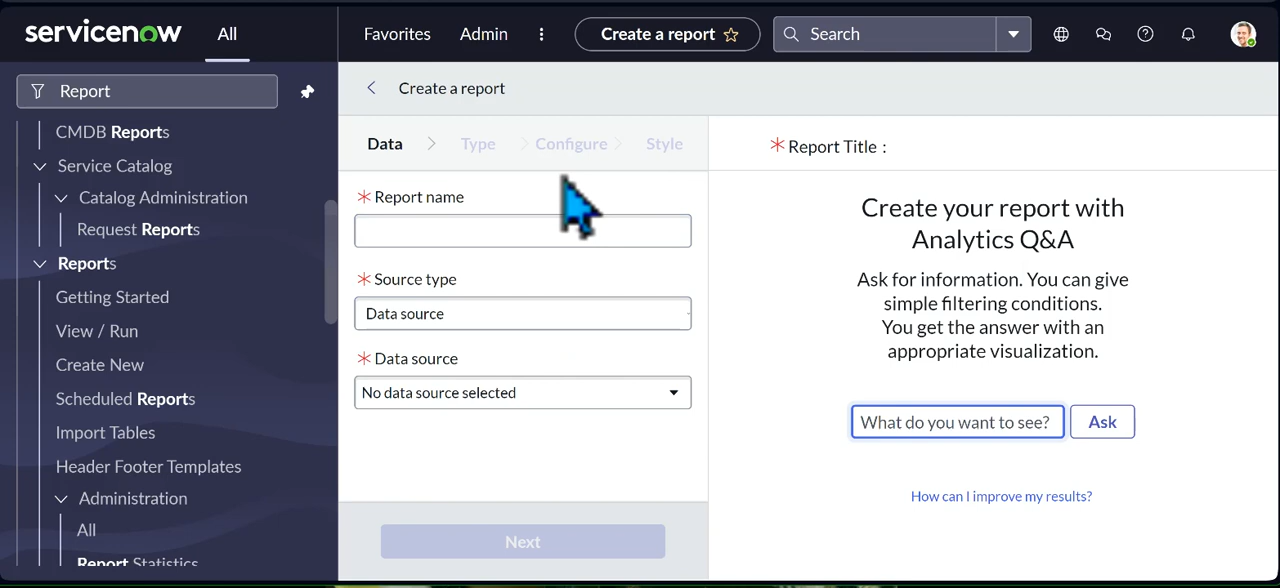 servicenow
All
Favorites
Admin
Create a report
Search
Report
CMDB Reports
Service Catalog
Catalog Administration
Request Reports
Reports
Getting Started
View / Run
Create New
Scheduled Reports
Import Tables
Header Footer Templates
Administration
All
Report Statistics
Create a report
Data
Type
Configure
Style
* Report name
* Source type
Data source
* Data source
No data source selected
Next
* Report Title :
Create your report with
Analytics Q&A
Ask for information. You can give
simple filtering conditions.
You get the answer with an
appropriate visualization.
What do you want to see?
Ask
How can I improve my results?